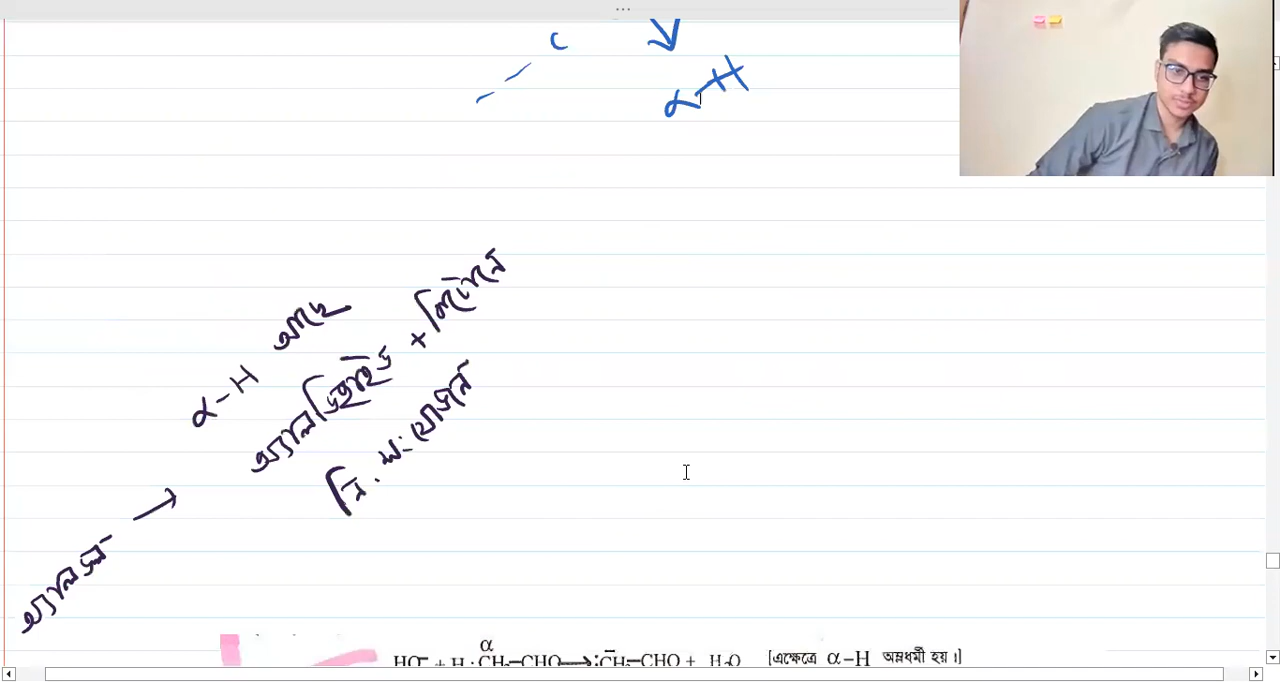 C
α-H
α-H আছে
অ্যালডিহাইড + কিটোনে
বি. সংযোজন
অ্যালডল →
α
HO⁻ + H : CH₂—CHO ⟶ :C̄H₂—CHO + H₂O [এক্ষেত্রে α–H অম্লধর্মী হয়।]